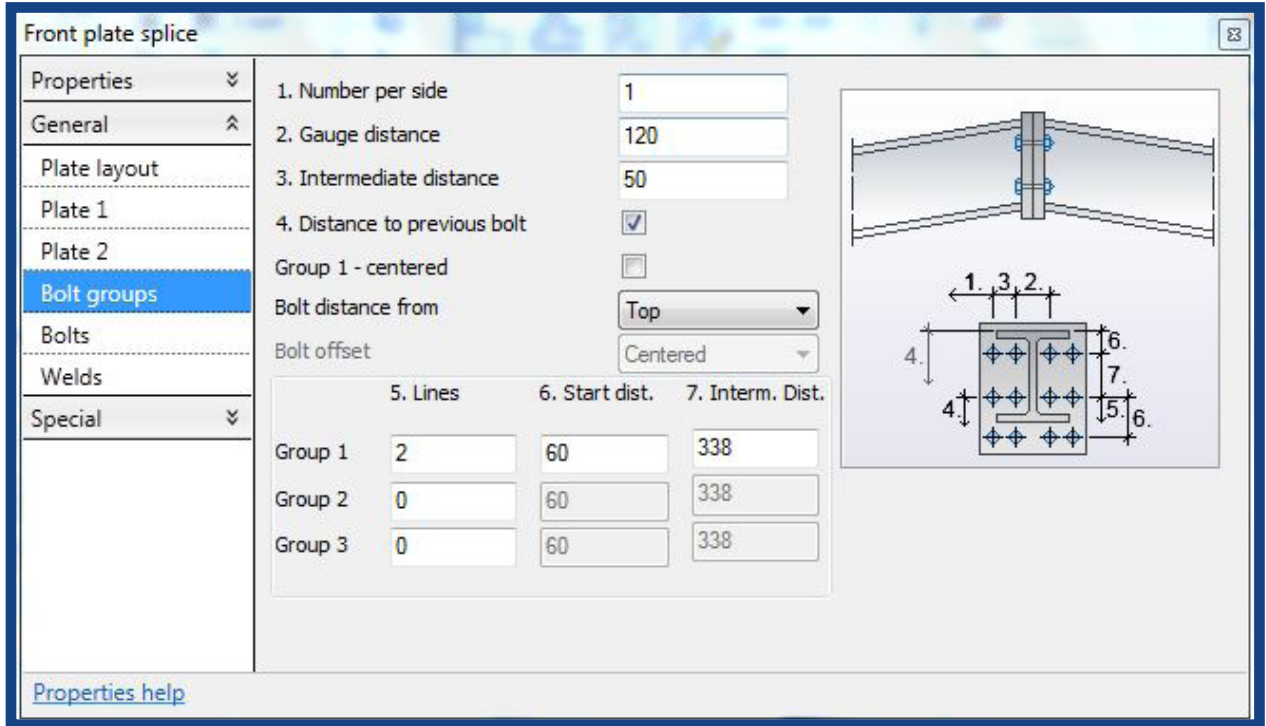 Front plate splice
Properties
General
Plate layout
Plate 1
Plate 2
Bolt groups
Bolts
Welds
Special
1. Number per side 1
2. Gauge distance 120
3. Intermediate distance 50
4. Distance to previous bolt
Group 1 - centered
Bolt distance from Top
Bolt offset Centered
5. Lines 6. Start dist. 7. Interm. Dist.
Group 1 2 60 338
Group 2 0 60 338
Group 3 0 60 338
1. 3. 2.
4. 6.
7.
4. 5. 6.
Properties help